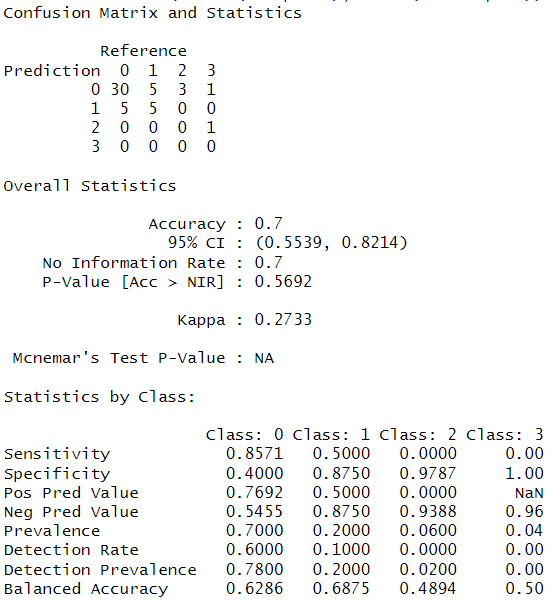 Confusion Matrix and Statistics
Reference
Prediction 0 1 2 3
0 30 5 3 1
1 5 5 0 0
2 0 0 0 1
3 0 0 0 0
Overall Statistics
Accuracy : 0.7
95% CI : (0.5539, 0.8214)
No Information Rate : 0.7
P-Value [Acc > NIR] : 0.5692
Kappa : 0.2733
Mcnemar's Test P-Value : NA
Statistics by Class:
Class: 0 Class: 1 Class: 2 Class: 3
Sensitivity 0.8571 0.5000 0.0000 0.00
Specificity 0.4000 0.8750 0.9787 1.00
Pos Pred Value 0.7692 0.5000 0.0000 NaN
Neg Pred Value 0.5455 0.8750 0.9388 0.96
Prevalence 0.7000 0.2000 0.0600 0.04
Detection Rate 0.6000 0.1000 0.0000 0.00
Detection Prevalence 0.7800 0.2000 0.0200 0.00
Balanced Accuracy 0.6286 0.6875 0.4894 0.50